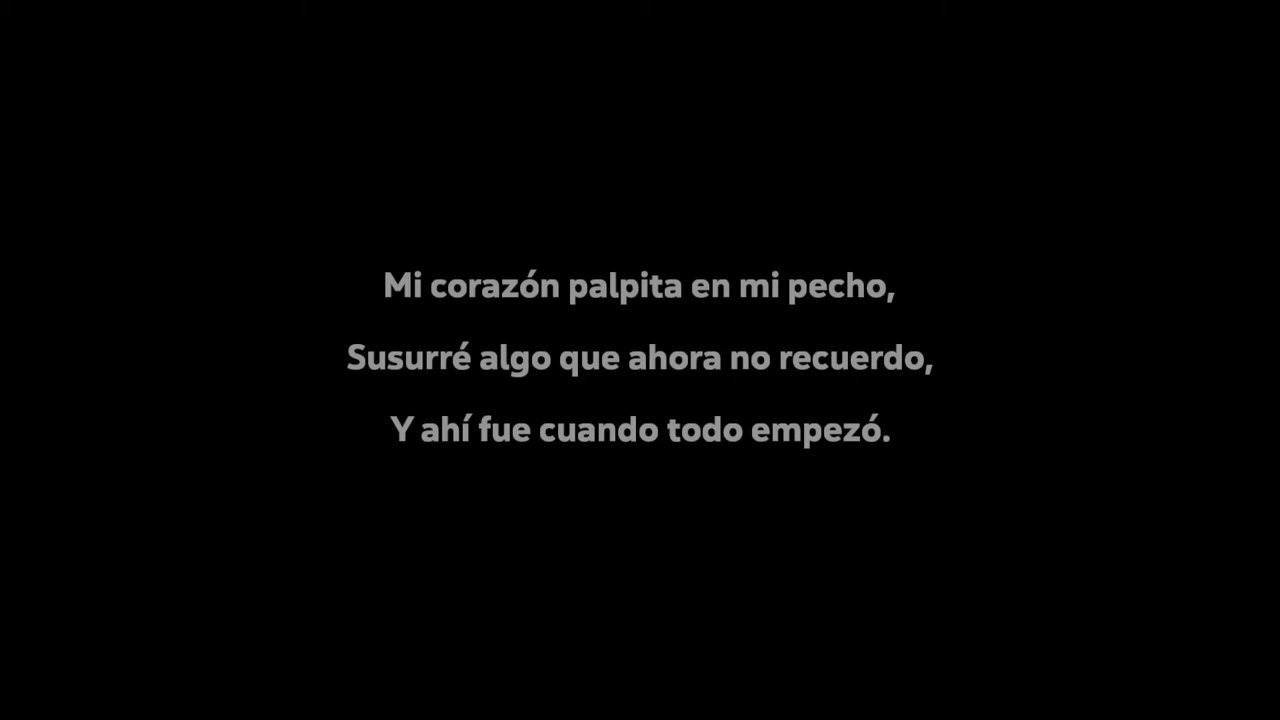 Mi corazón palpita en mi pecho,
Susurré algo que ahora no recuerdo,
Y ahí fue cuando todo empezó.